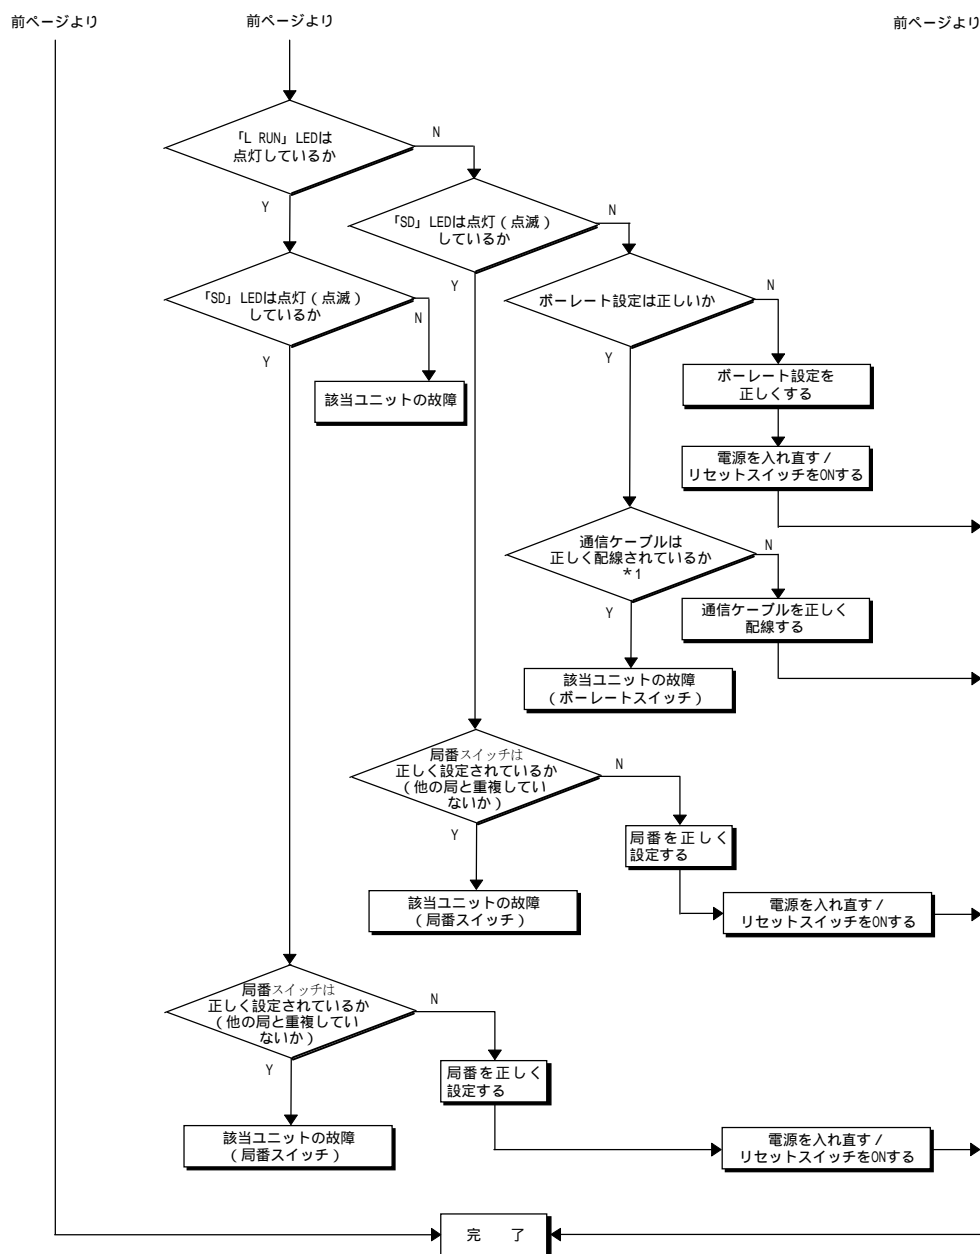 前ページより
前ページより
前ページより
「L RUN」LEDは
点灯しているか
N
Y
「SD」LEDは点灯（点滅）
しているか
N
Y
「SD」LEDは点灯（点滅）
しているか
N
Y
ボーレート設定は正しいか
N
Y
該当ユニットの故障
ボーレート設定を
正しくする
電源を入れ直す/
リセットスイッチをONする
通信ケーブルは
正しく配線されているか
*1
N
Y
通信ケーブルを正しく
配線する
該当ユニットの故障
（ボーレートスイッチ）
局番スイッチは
正しく設定されているか
（他の局と重複してい
ないか）
N
Y
局番を正しく
設定する
該当ユニットの故障
（局番スイッチ）
電源を入れ直す/
リセットスイッチをONする
局番スイッチは
正しく設定されているか
（他の局と重複してい
ないか）
N
Y
局番を正しく
設定する
該当ユニットの故障
（局番スイッチ）
電源を入れ直す/
リセットスイッチをONする
完　了